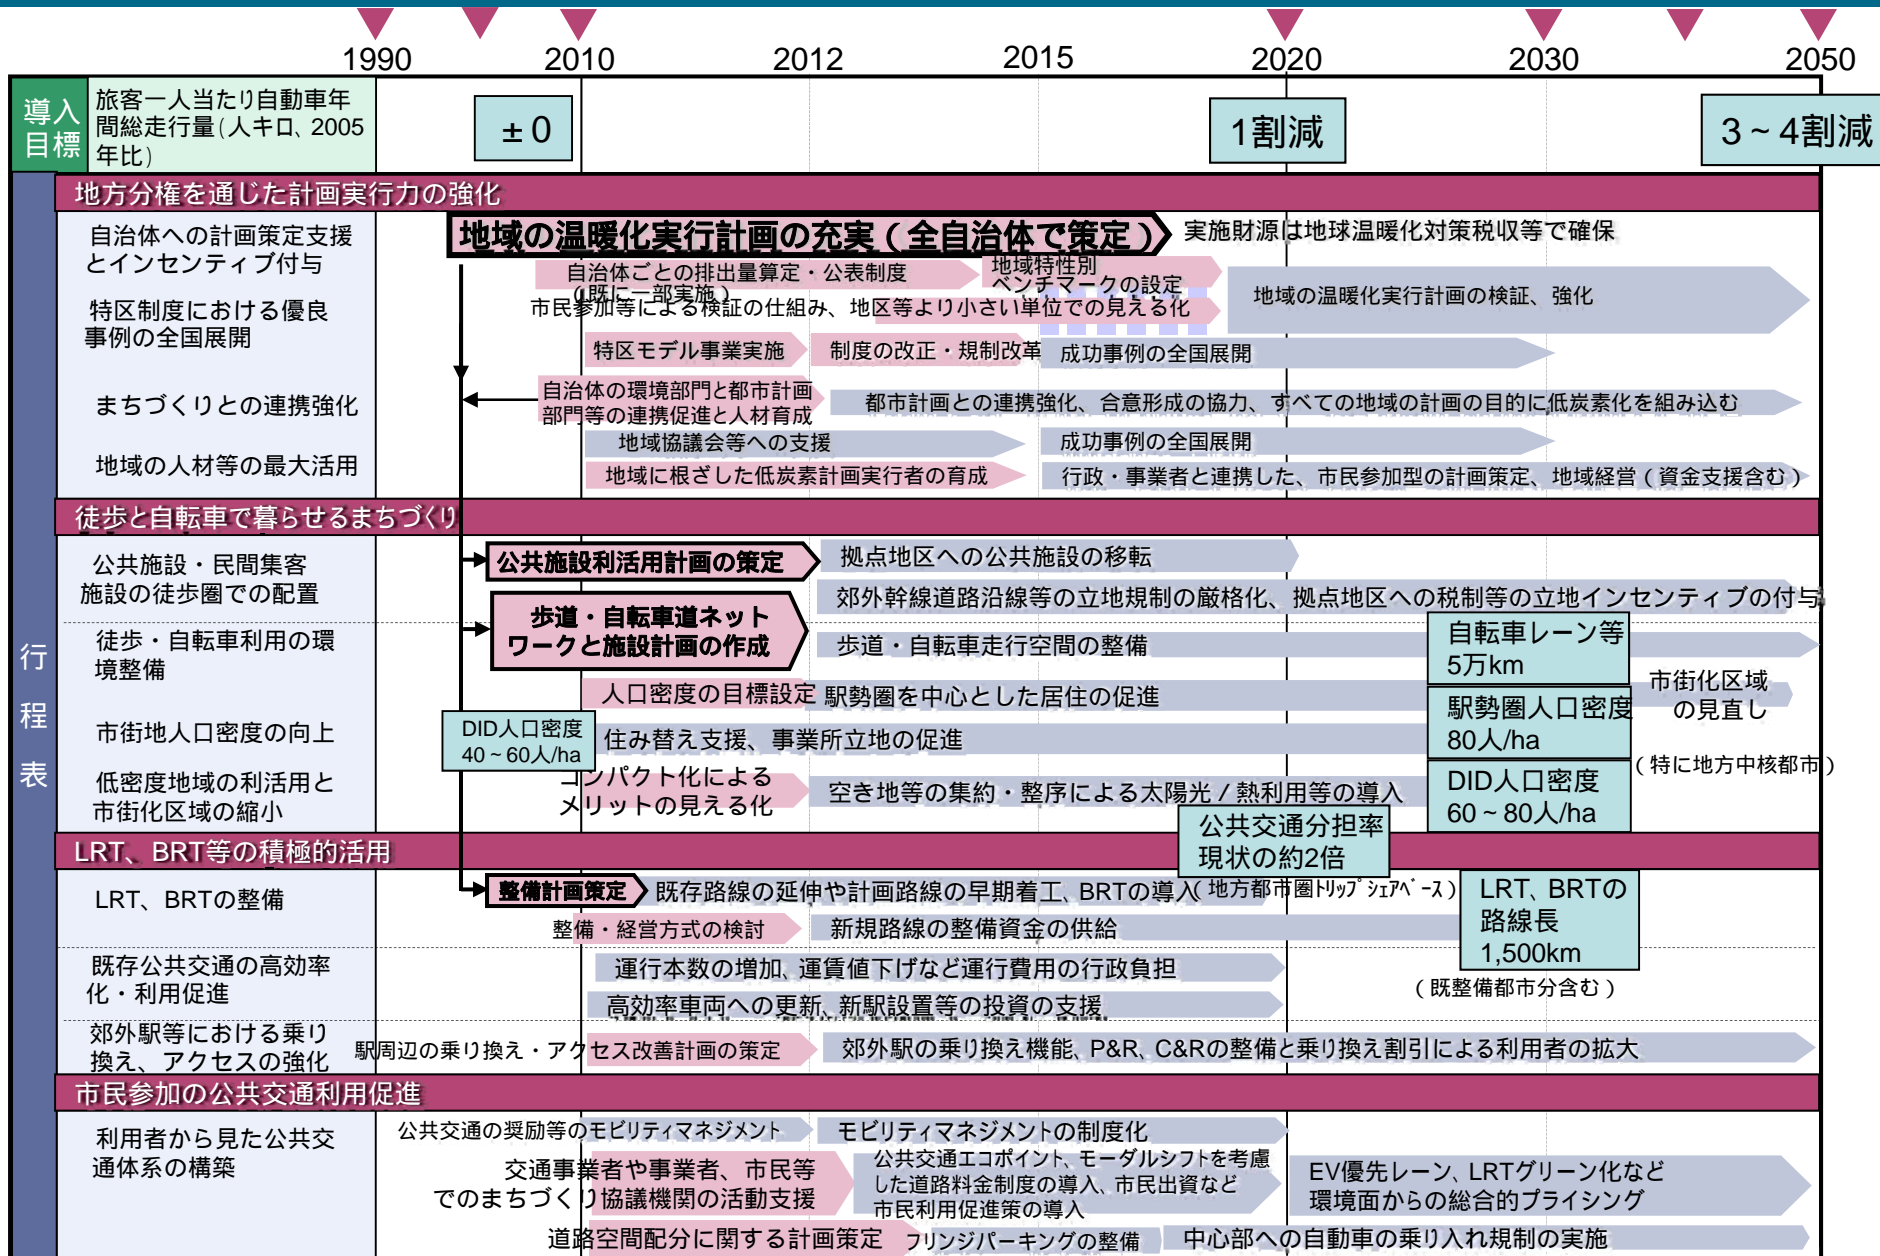 1990
2010
2012
2015
2020
2030
2050
導入
目標
旅客一人当たり自動車年
間総走行量（人キロ、2005
年比）
±0
1割減
3～4割減
行
程
表
地方分権を通じた計画実行力の強化
自治体への計画策定支援
とインセンティブ付与
地域の温暖化実行計画の充実（全自治体で策定）
実施財源は地球温暖化対策税収等で確保
自治体ごとの排出量算定・公表制度
（既に一部実施）
地域特性別
ベンチマークの設定
市民参加等による検証の仕組み、地区等より小さい単位での見える化
地域の温暖化実行計画の検証、強化
特区制度における優良
事例の全国展開
特区モデル事業実施
制度の改正・規制改革
成功事例の全国展開
まちづくりとの連携強化
自治体の環境部門と都市計画
部門等の連携促進と人材育成
都市計画との連携強化、合意形成の協力、すべての地域の計画の目的に低炭素化を組み込む
地域協議会等への支援
成功事例の全国展開
地域の人材等の最大活用
地域に根ざした低炭素計画実行者の育成
行政・事業者と連携した、市民参加型の計画策定、地域経営（資金支援含む）
徒歩と自転車で暮らせるまちづくり
公共施設・民間集客
施設の徒歩圏での配置
公共施設利活用計画の策定
拠点地区への公共施設の移転
郊外幹線道路沿線等の立地規制の厳格化、拠点地区への税制等の立地インセンティブの付与
徒歩・自転車利用の環
境整備
歩道・自転車道ネット
ワークと施設計画の作成
歩道・自転車走行空間の整備
自転車レーン等
5万km
市街地人口密度の向上
人口密度の目標設定
駅勢圏を中心とした居住の促進
市街化区域
の見直し
DID人口密度
40～60人/ha
住み替え支援、事業所立地の促進
駅勢圏人口密度
80人/ha
（特に地方中核都市）
低密度地域の利活用と
市街化区域の縮小
コンパクト化による
メリットの見える化
空き地等の集約・整序による太陽光/熱利用等の導入
DID人口密度
60～80人/ha
公共交通分担率
現状の約2倍
LRT、BRT等の積極的活用
LRT、BRTの整備
整備計画策定
既存路線の延伸や計画路線の早期着工、BRTの導入
（地方都市圏ﾄﾘｯﾌﾟｼｪｱﾍﾞｰｽ）
LRT、BRTの
路線長
1,500km
整備・経営方式の検討
新規路線の整備資金の供給
（既整備都市分含む）
既存公共交通の高効率
化・利用促進
運行本数の増加、運賃値下げなど運行費用の行政負担
高効率車両への更新、新駅設置等の投資の支援
郊外駅等における乗り
換え、アクセスの強化
駅周辺の乗り換え・アクセス改善計画の策定
郊外駅の乗り換え機能、P&R、C&Rの整備と乗り換え割引による利用者の拡大
市民参加の公共交通利用促進
利用者から見た公共交
通体系の構築
公共交通の奨励等のモビリティマネジメント
モビリティマネジメントの制度化
交通事業者や事業者、市民等
でのまちづくり協議機関の活動支援
公共交通エコポイント、モーダルシフトを考慮
した道路料金制度の導入、市民出資など
市民利用促進策の導入
EV優先レーン、LRTグリーン化など
環境面からの総合的プライシング
道路空間配分に関する計画策定
フリンジパーキングの整備
中心部への自動車の乗り入れ規制の実施